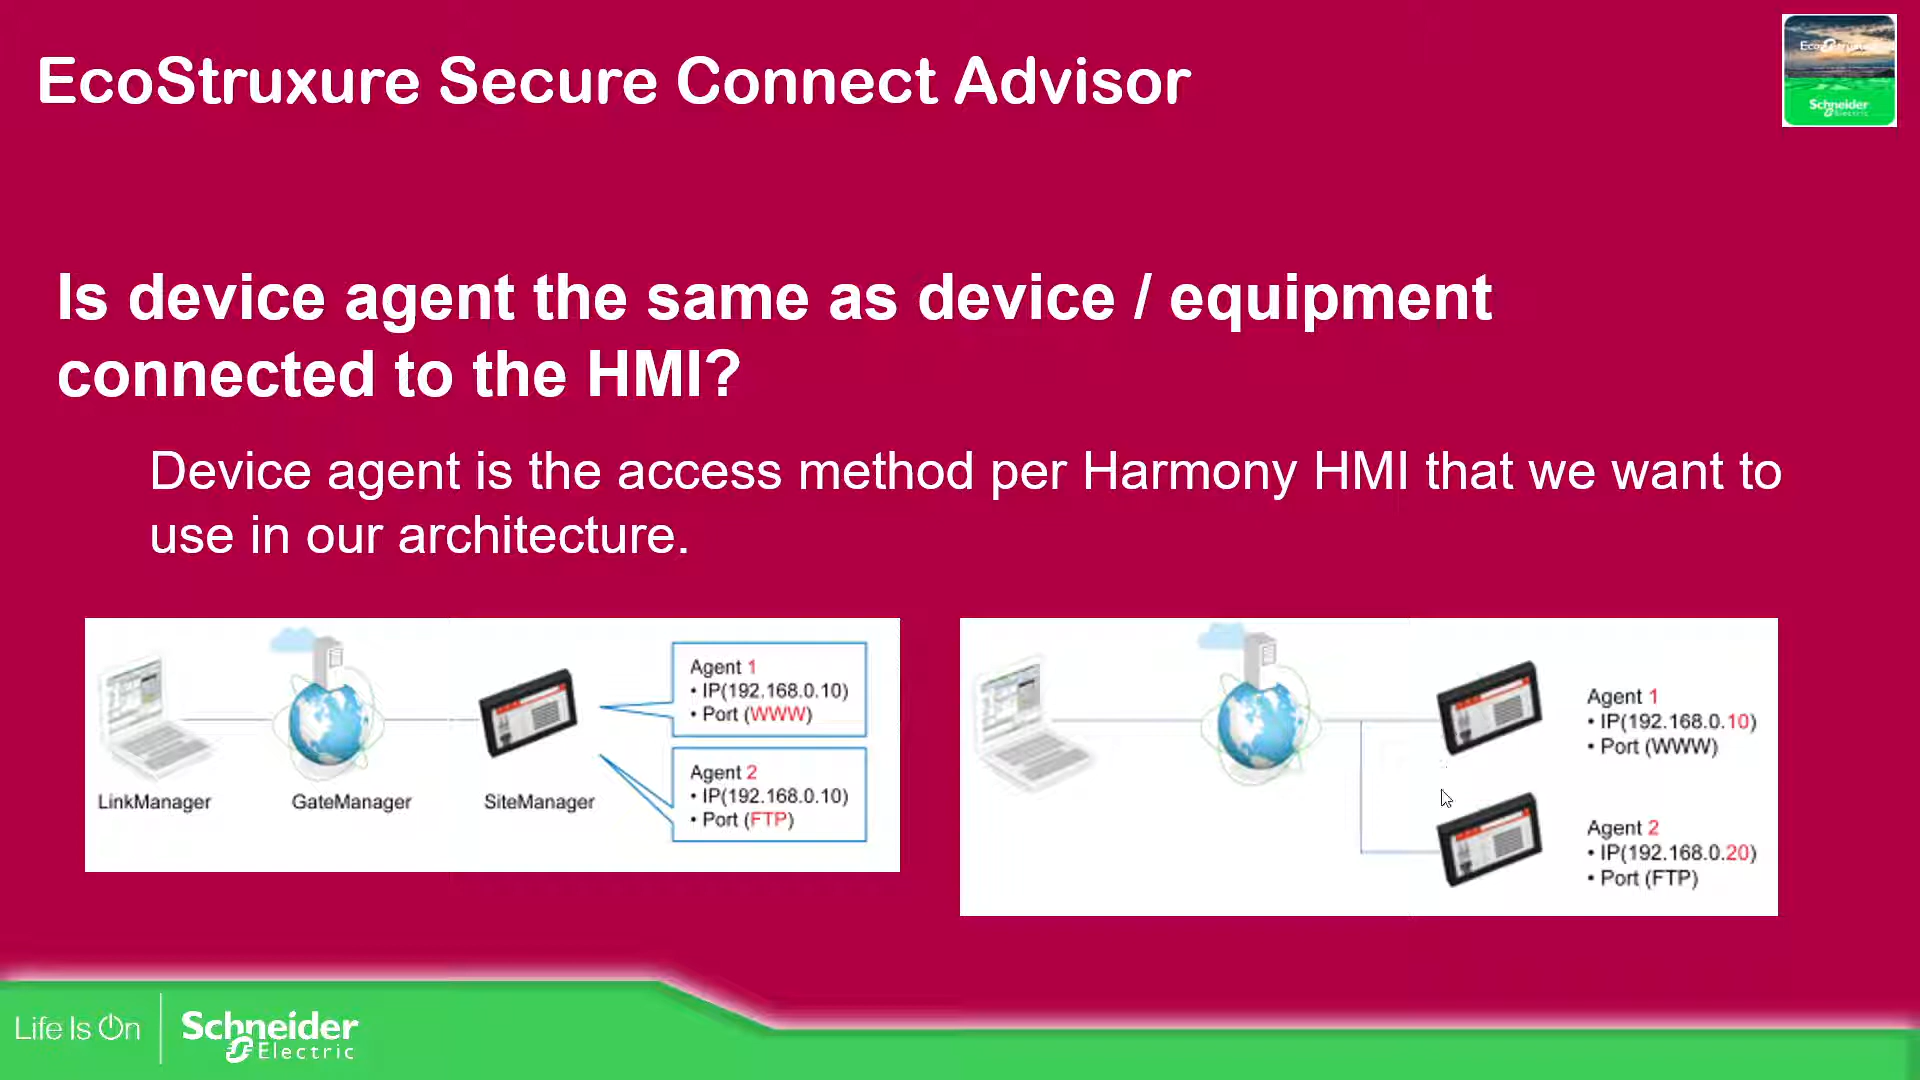 EcoStruxure Secure Connect Advisor
EcoStruxure
Schneider
Electric
Is device agent the same as device / equipment
connected to the HMI?
Device agent is the access method per Harmony HMI that we want to
use in our architecture.
Agent 1
• IP(192.168.0.10)
• Port (WWW)
Agent 2
• IP(192.168.0.10)
• Port (FTP)
LinkManager
GateManager
SiteManager
Agent 1
• IP(192.168.0.10)
• Port (WWW)
Agent 2
• IP(192.168.0.20)
• Port (FTP)
Life Is On
Schneider
Electric